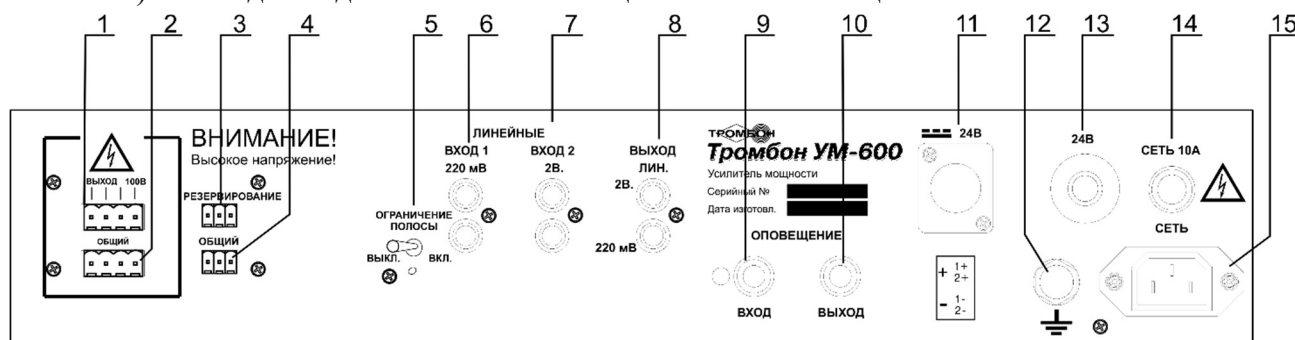 1 2 3 4 5 6 7 8 9 10 11 12 13 14 15
ВНИМАНИЕ!
Высокое напряжение!
ВЫХОД 100В
ОБЩИЙ
РЕЗЕРВИРОВАНИЕ
ОБЩИЙ
ОГРАНИЧЕНИЕ
ПОЛОСЫ
ВЫКЛ. ВКЛ.
ЛИНЕЙНЫЕ
ВХОД 1 ВХОД 2 ВЫХОД
220 мВ 2В. ЛИН.
2В.
220 мВ
ТРОМБОН
Тромбон УМ-600
Усилитель мощности
Серийный №
Дата изготовл.
ОПОВЕЩЕНИЕ
ВХОД ВЫХОД
24В
+ 1+
2+
- 1-
2-
24В
СЕТЬ 10А
СЕТЬ